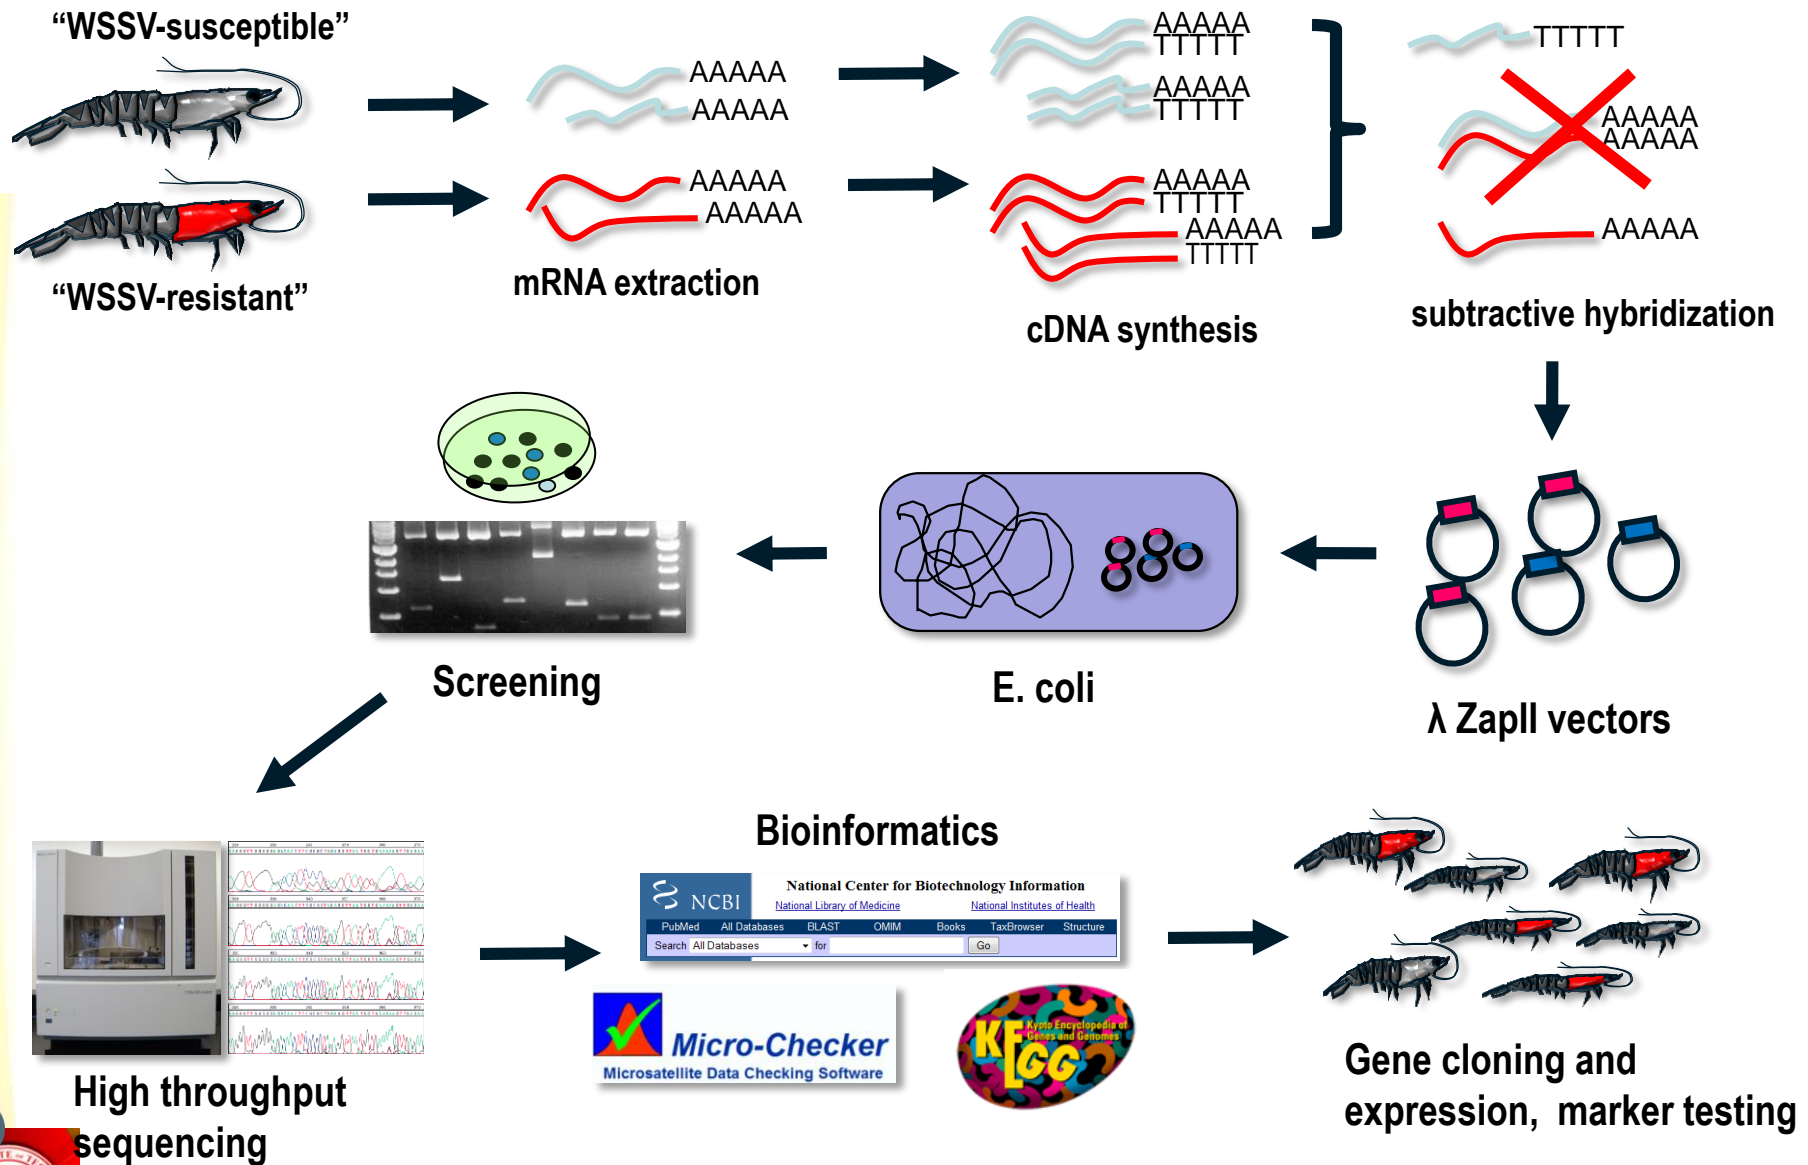 “WSSV-susceptible”
AAAAA
AAAAA
AAAAA
TTTTT
AAAAA
TTTTT
TTTTT
AAAAA
AAAAA
“WSSV-resistant”
AAAAA
AAAAA
mRNA extraction
AAAAA
TTTTT
AAAAA
TTTTT
cDNA synthesis
AAAAA
subtractive hybridization
Screening
E. coli
λ ZapII vectors
High throughput
sequencing
Bioinformatics
NCBI
National Center for Biotechnology Information
National Library of Medicine National Institutes of Health
PubMed All Databases BLAST OMIM Books TaxBrowser Structure
Search All Databases for Go
Micro-Checker
Microsatellite Data Checking Software
KEGG
Kyoto Encyclopedia of
Genes and Genomes
Gene cloning and
expression, marker testing